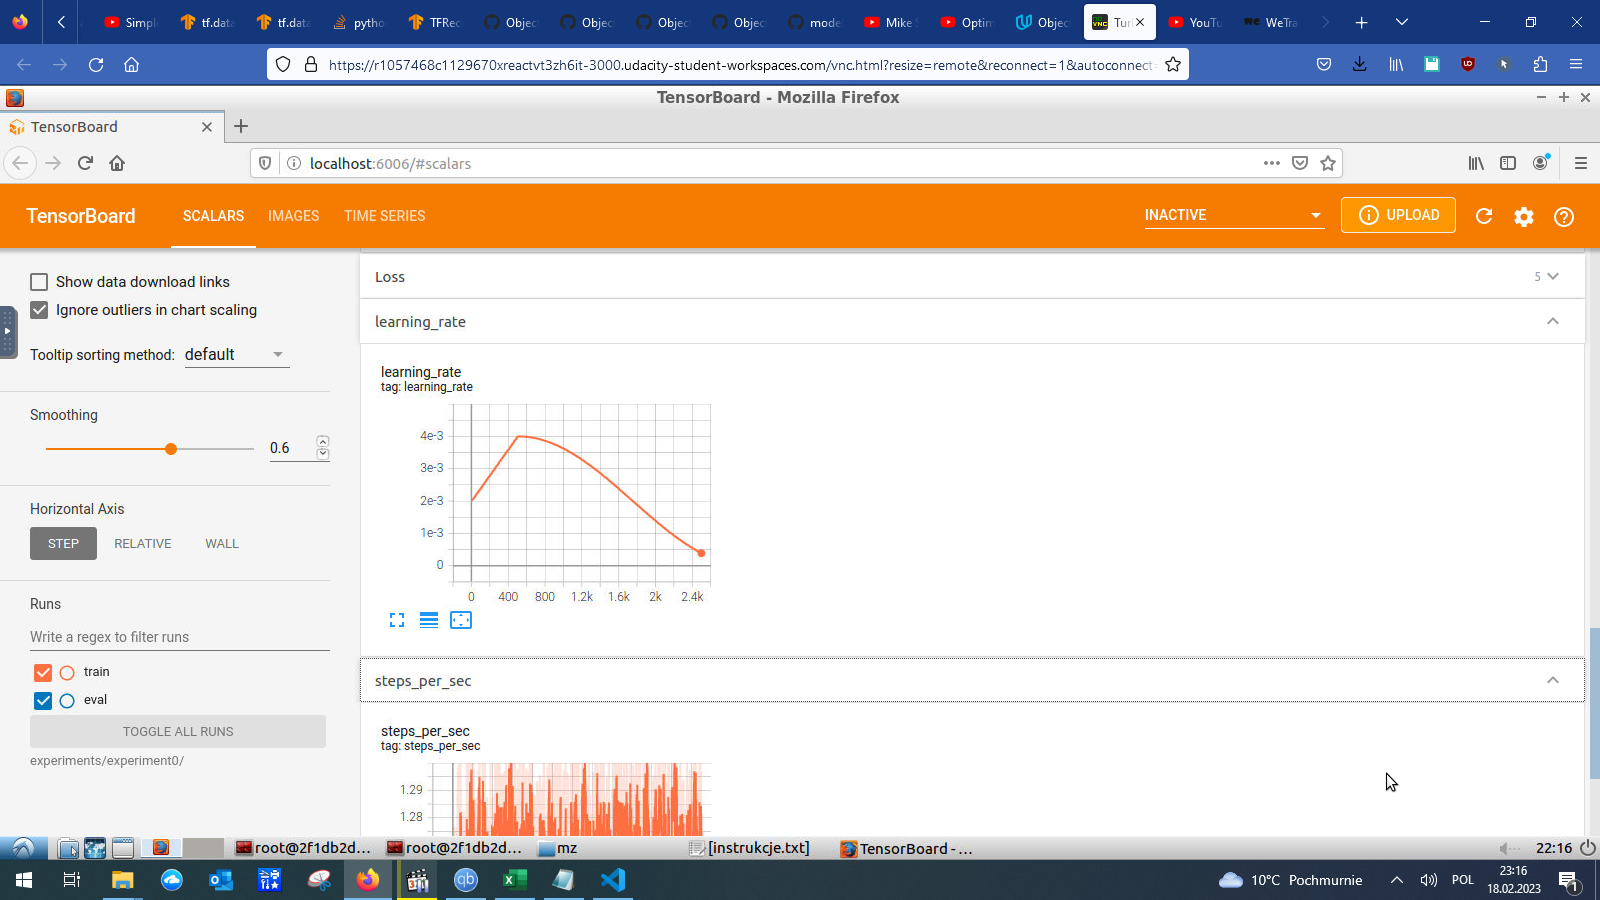 Simpl
tf.data
tf.data
pytho
TFRec
Objec
Objec
Objec
Objec
mode
Mike S
Optim
Objec
Turl
YouTu
WeTra
https://r1057468c1129670xreactvt3zh6it-3000.udacity-student-workspaces.com/vnc.html?resize=remote&reconnect=1&autoconnect=
TensorBoard - Mozilla Firefox
TensorBoard
localhost:6006/#scalars
TensorBoard
SCALARS
IMAGES
TIME SERIES
INACTIVE
UPLOAD
Show data download links
Ignore outliers in chart scaling
Tooltip sorting method: default
Smoothing
0.6
Horizontal Axis
STEP RELATIVE WALL
Runs
Write a regex to filter runs
train
eval
TOGGLE ALL RUNS
experiments/experiment0/
Loss
5
learning_rate
learning_rate
tag: learning_rate
4e-3
3e-3
2e-3
1e-3
0
0 400 800 1.2k 1.6k 2k 2.4k
steps_per_sec
steps_per_sec
tag: steps_per_sec
1.29
1.28
root@2f1db2d...
root@2f1db2d...
mz
[instrukcje.txt]
TensorBoard - ...
22:16
10°C Pochmurnie
POL
23:16
18.02.2023
1